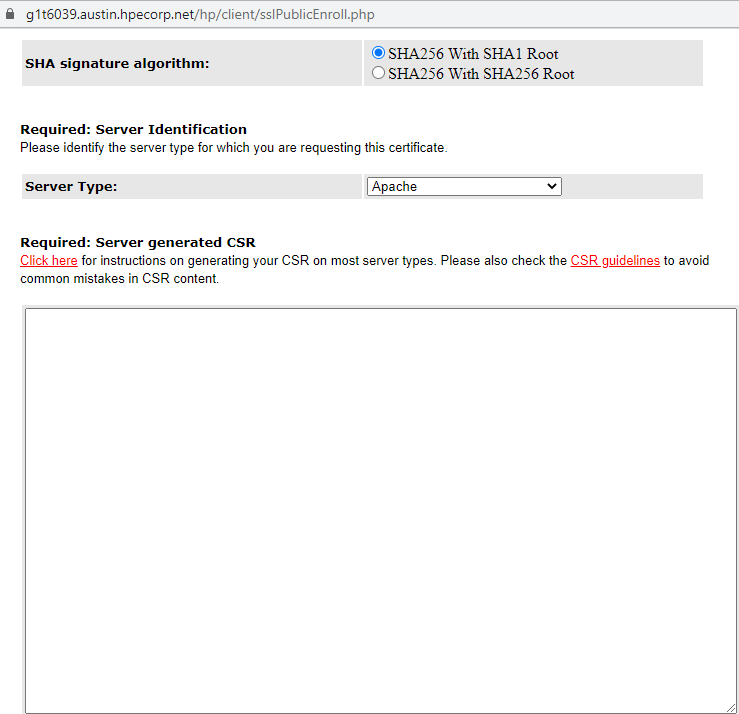 g1t6039.austin.hpecorp.net/hp/client/sslPublicEnroll.php
SHA signature algorithm:
SHA256 With SHA1 Root
SHA256 With SHA256 Root
Required: Server Identification
Please identify the server type for which you are requesting this certificate.
Server Type:
Apache
Required: Server generated CSR
Click here for instructions on generating your CSR on most server types. Please also check the CSR guidelines to avoid
common mistakes in CSR content.